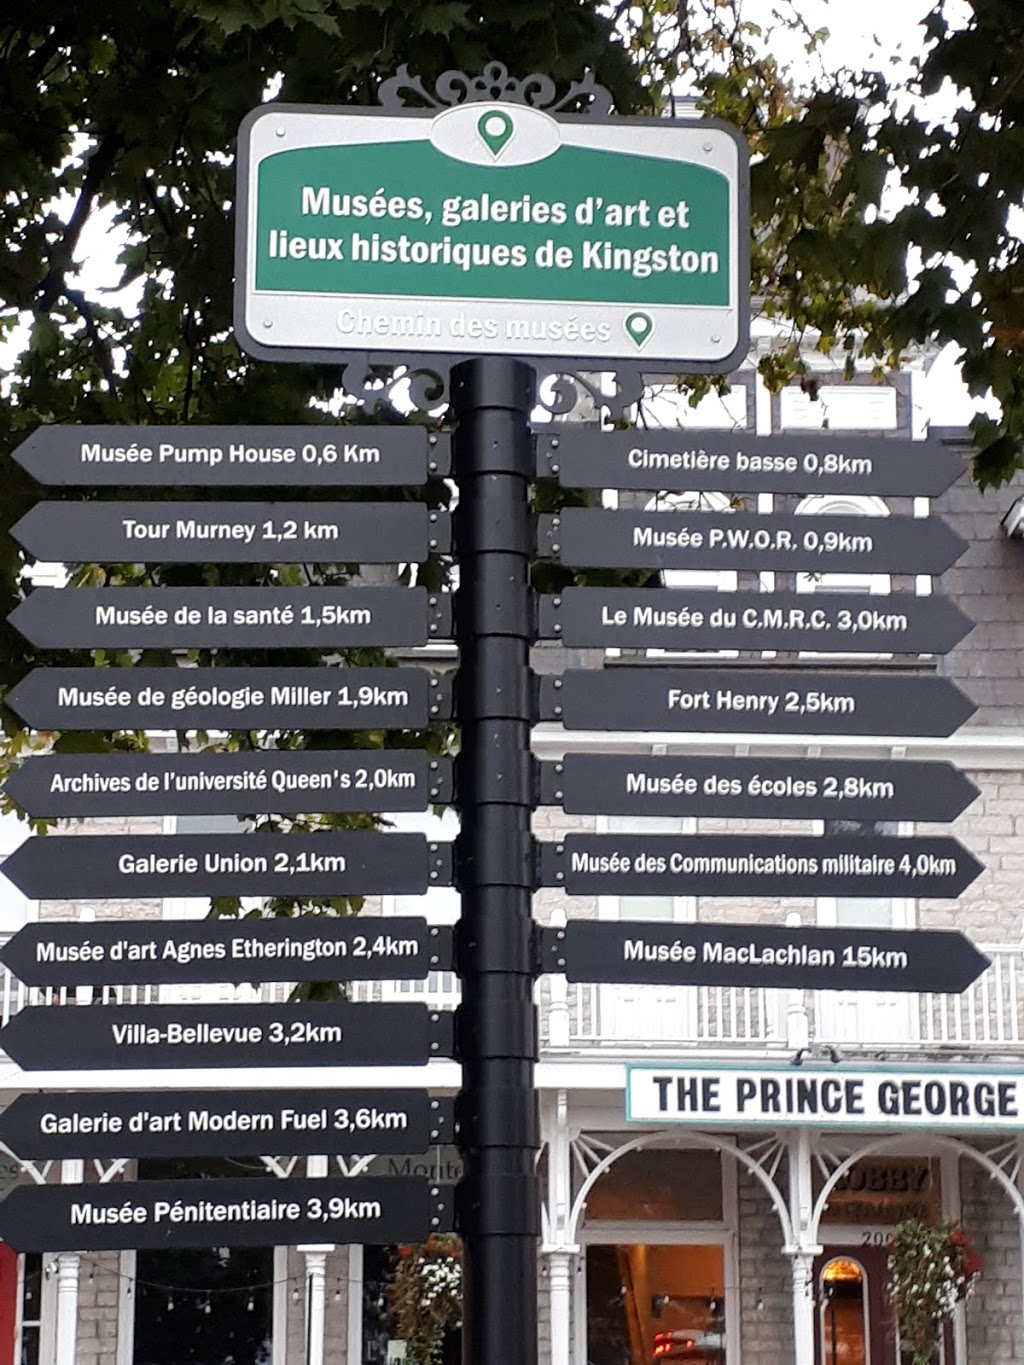 Musées, galeries d'art et
lieux historiques de Kingston
Chemin des musées
Musée Pump House 0,6 Km
Tour Murney 1,2 km
Musée de la santé 1,5km
Musée de géologie Miller 1,9km
Archives de l'université Queen's 2,0km
Galerie Union 2,1km
Musée d'art Agnes Etherington 2,4km
Villa-Bellevue 3,2km
Galerie d'art Modern Fuel 3,6km
Musée Pénitentiaire 3,9km
Cimetière basse 0,8km
Musée P.W.O.R. 0,9km
Le Musée du C.M.R.C. 3,0km
Fort Henry 2,5km
Musée des écoles 2,8km
Musée des Communications militaire 4,0km
Musée MacLachlan 15km
THE PRINCE GEORGE
LOBBY
200